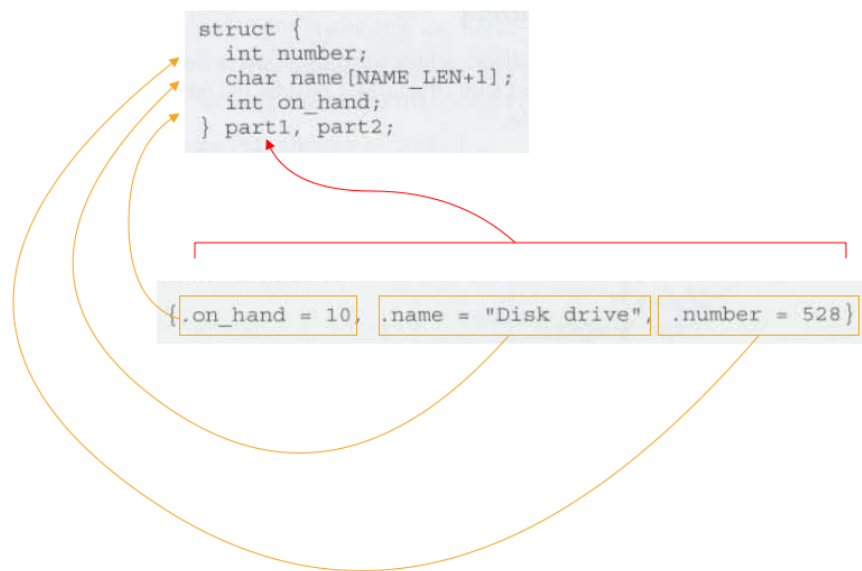 struct {
  int number;
  char name[NAME_LEN+1];
  int on_hand;
} part1, part2;
{.on_hand = 10, .name = "Disk drive", .number = 528}